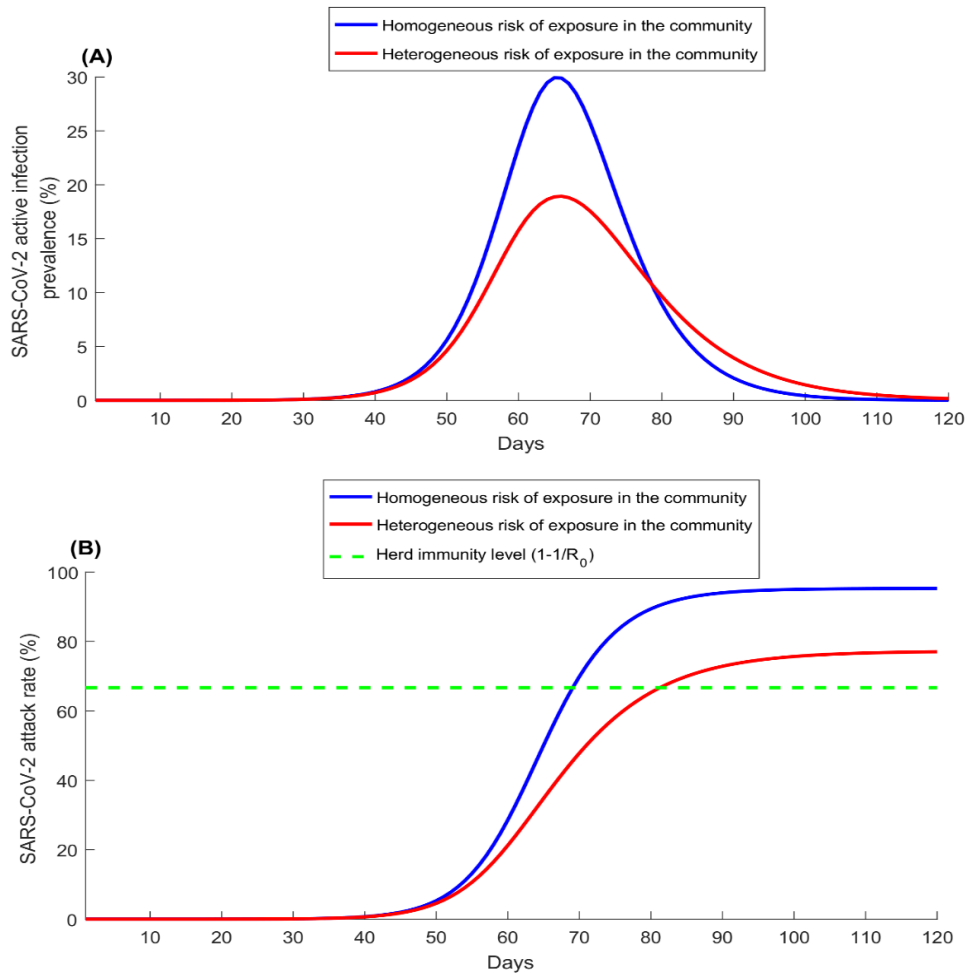 Homogeneous risk of exposure in the community
Heterogeneous risk of exposure in the community
(A)
SARS-CoV-2 active infection
prevalence (%)
30
25
20
15
10
5
0
10 20 30 40 50 60 70 80 90 100 110 120
Days
Homogeneous risk of exposure in the community
Heterogeneous risk of exposure in the community
Herd immunity level (1-1/R0)
(B)
SARS-CoV-2 attack rate (%)
100
80
60
40
20
0
10 20 30 40 50 60 70 80 90 100 110 120
Days